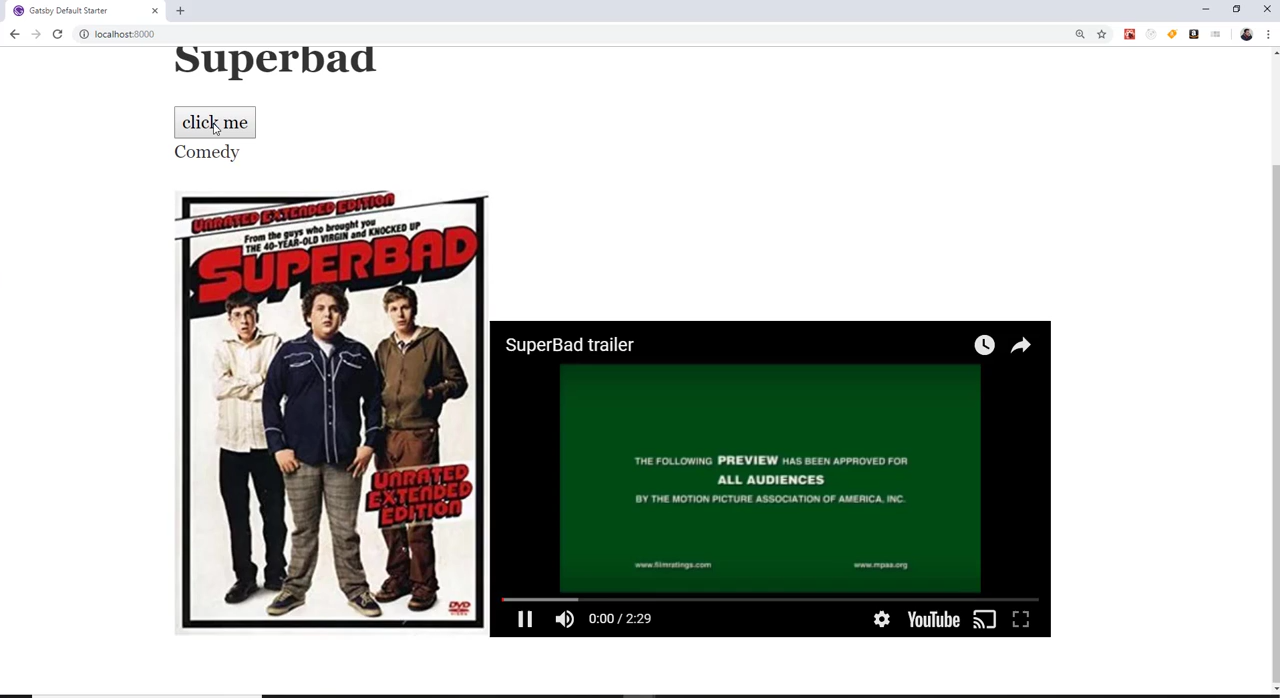 Gatsby Default Starter
localhost:8000
Superbad
click me
Comedy
UNRATED EXTENDED EDITION
From the guys who brought you
THE 40-YEAR-OLD VIRGIN and KNOCKED UP
SUPERBAD
UNRATED
EXTENDED
EDITION
DVD
VIDEO
SuperBad trailer
THE FOLLOWING PREVIEW HAS BEEN APPROVED FOR
ALL AUDIENCES
BY THE MOTION PICTURE ASSOCIATION OF AMERICA, INC.
www.filmratings.com
www.mpaa.org
0:00 / 2:29
YouTube